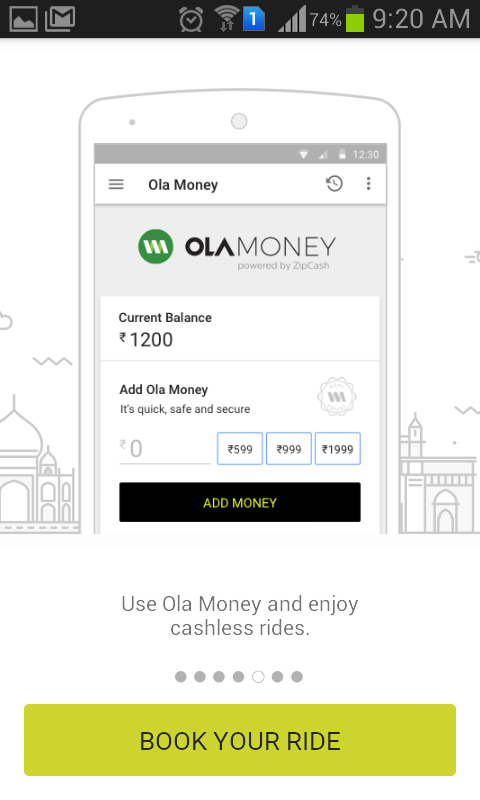 1 74% 9:20 AM
12:30
Ola Money
OLAMONEY
powered by ZipCash
Current Balance
₹1200
Add Ola Money
It's quick, safe and secure
₹0 ₹599 ₹999 ₹1999
ADD MONEY
Use Ola Money and enjoy
cashless rides.
BOOK YOUR RIDE